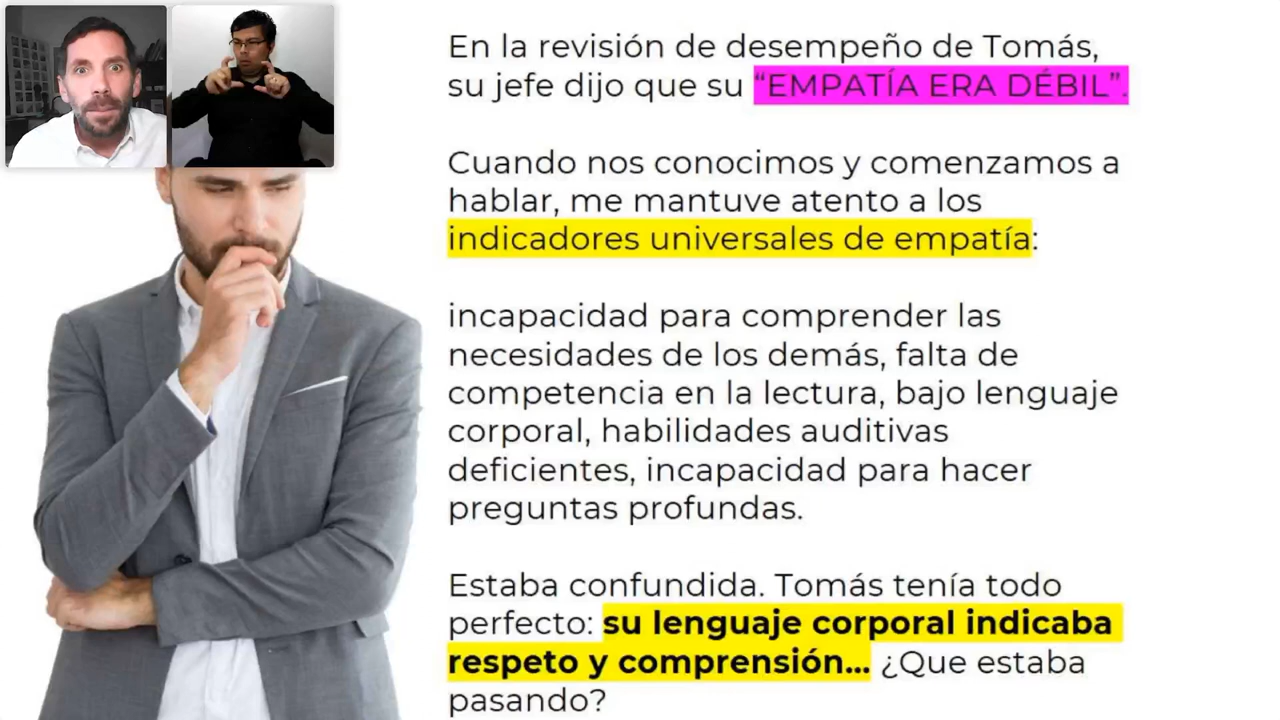 En la revisión de desempeño de Tomás,
su jefe dijo que su “EMPATÍA ERA DÉBIL”.
Cuando nos conocimos y comenzamos a
hablar, me mantuve atento a los
indicadores universales de empatía:
incapacidad para comprender las
necesidades de los demás, falta de
competencia en la lectura, bajo lenguaje
corporal, habilidades auditivas
deficientes, incapacidad para hacer
preguntas profundas.
Estaba confundida. Tomás tenía todo
perfecto: su lenguaje corporal indicaba
respeto y comprensión... ¿Que estaba
pasando?